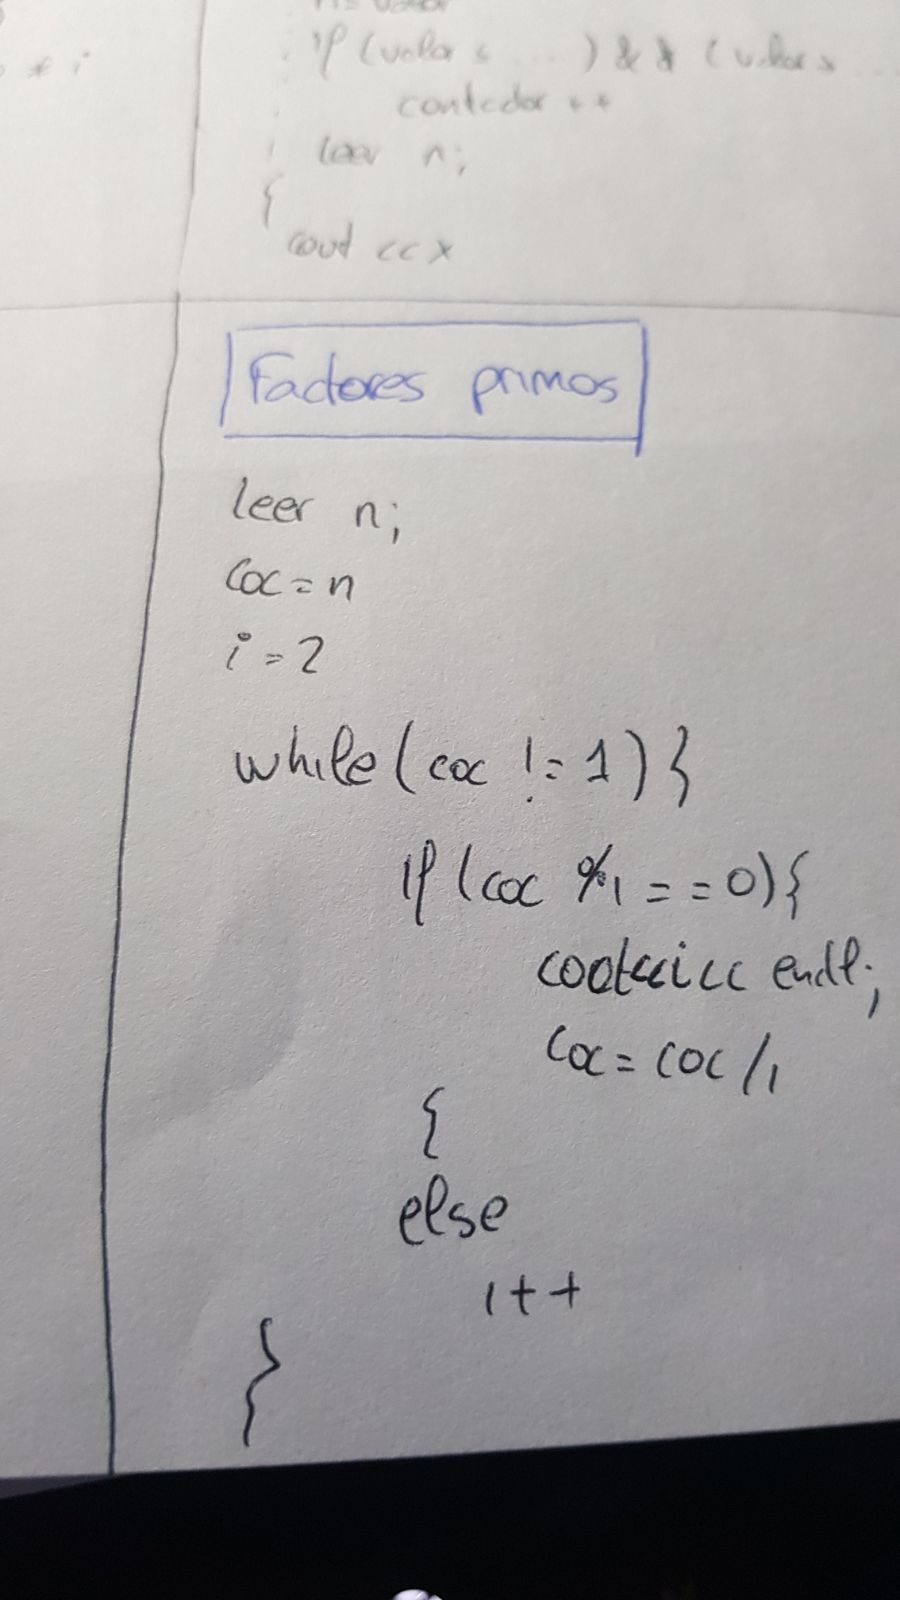 * i
if (valor < ...) && (valor > ...
contador ++
leer n;
{
cout << x
Factores primos
leer n;
coc = n
i = 2
while (coc != 1) }
if (coc % i == 0) {
cout << i << endl;
coc = coc / i
{
else
i++
}